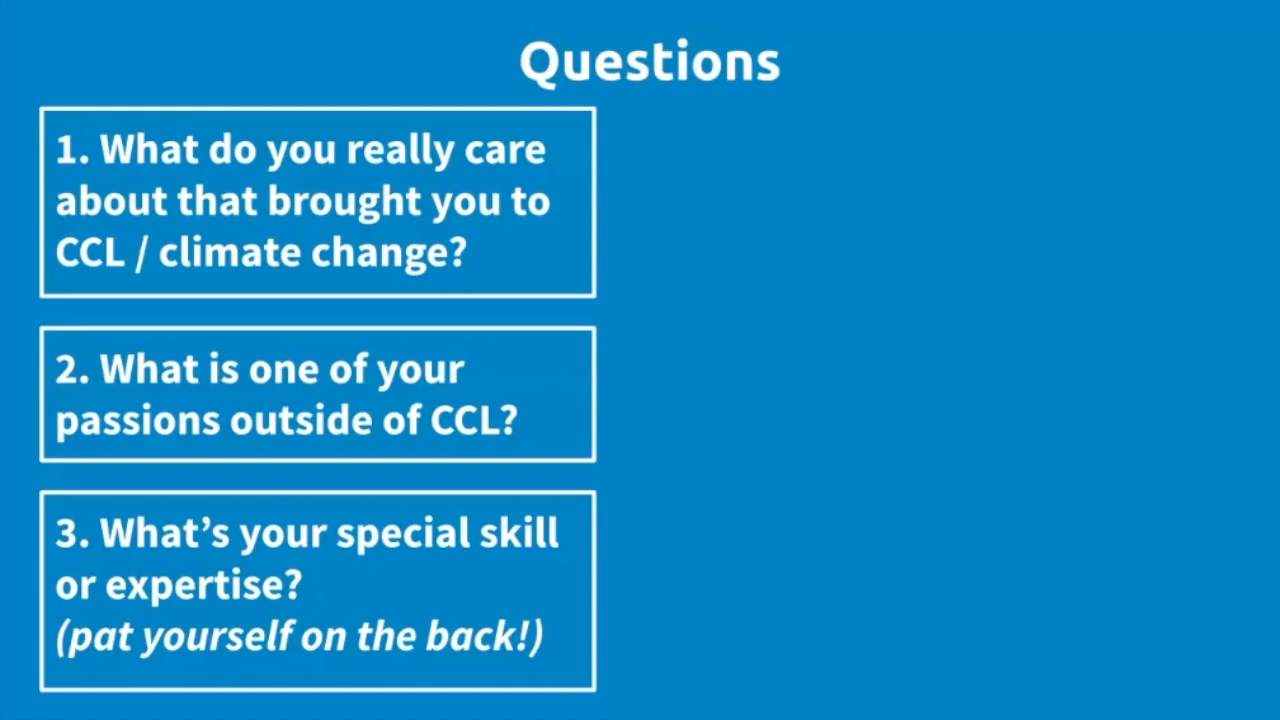 Questions
1. What do you really care
about that brought you to
CCL / climate change?
2. What is one of your
passions outside of CCL?
3. What’s your special skill
or expertise?
(pat yourself on the back!)